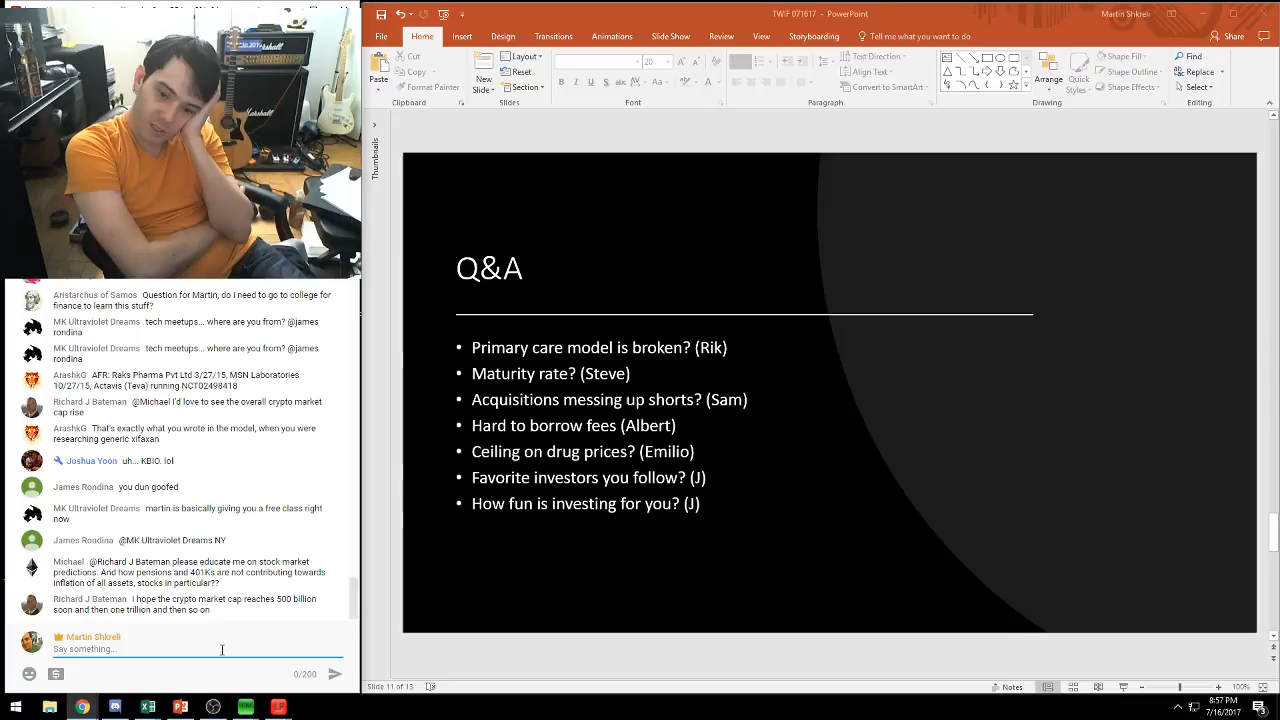 TWIF 071617 - PowerPoint
Martin Shkreli
File Home Insert Design Transitions Animations Slide Show Review View Storyboarding Tell me what you want to do Share
Paste
Cut
Copy
Format Painter
Clipboard
New Slide
Layout
Reset
Section
Slides
20
B I U S
Font
Text Direction
Align Text
Convert to SmartArt
Paragraph
Arrange
Quick Styles
Shape Fill
Shape Outline
Shape Effects
Drawing
Find
Replace
Select
Editing
Marshall
Marshall
Thumbnails
Q&A
• Primary care model is broken? (Rik)
• Maturity rate? (Steve)
• Acquisitions messing up shorts? (Sam)
• Hard to borrow fees (Albert)
• Ceiling on drug prices? (Emilio)
• Favorite investors you follow? (J)
• How fun is investing for you? (J)
Aristarchus of Samos Question for Martin, do I need to go to college for
finance to learn this stuff?
MK Ultraviolet Dreams tech meetups... where are you from? @james
rondina
MK Ultraviolet Dreams tech meetups... where are you from? @james
rondina
ArashkG AFR: Raks Pharma Pvt Ltd 3/27/15, MSN Laboratories
10/27/15, Actavis (Teva) running NCT02498418
Richard J Bateman @Michael I'd love to see the overall crypto market
cap rise
ArashkG That's exactly what you wrote in the model, when you were
researching generic xifaxan
Joshua Yoon uh... KBIO. lol
James Rondina you dun goofed
MK Ultraviolet Dreams martin is basically giving you a free class right
now
James Rondina @MK Ultraviolet Dreams NY
Michael @Richard J Bateman please educate me on stock market
predictions. And how pensions and 401Ks are not contributing towards
inflation of all assets, stocks in particular??
Richard J Bateman I hope the crypto market cap reaches 500 billion
soon and then one trillion and then so on
Martin Shkreli
Say something...
0/200
Slide 11 of 13
Notes
100%
8:57 PM
7/16/2017